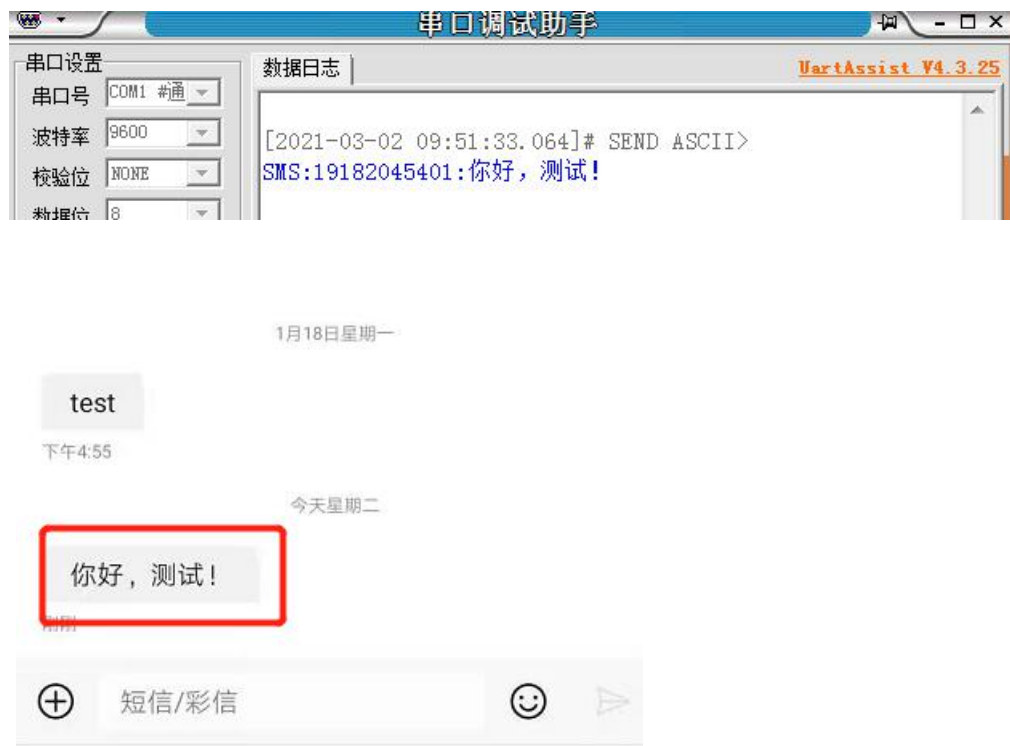 串口调试助手
串口设置
数据日志
UartAssist V4.3.25
串口号 COM1 #通
波特率 9600
校验位 NONE
数据位 8
[2021-03-02 09:51:33.064]# SEND ASCII>
SMS:19182045401:你好，测试!
1月18日星期一
test
下午4:55
今天星期二
你好，测试!
刚刚
短信/彩信